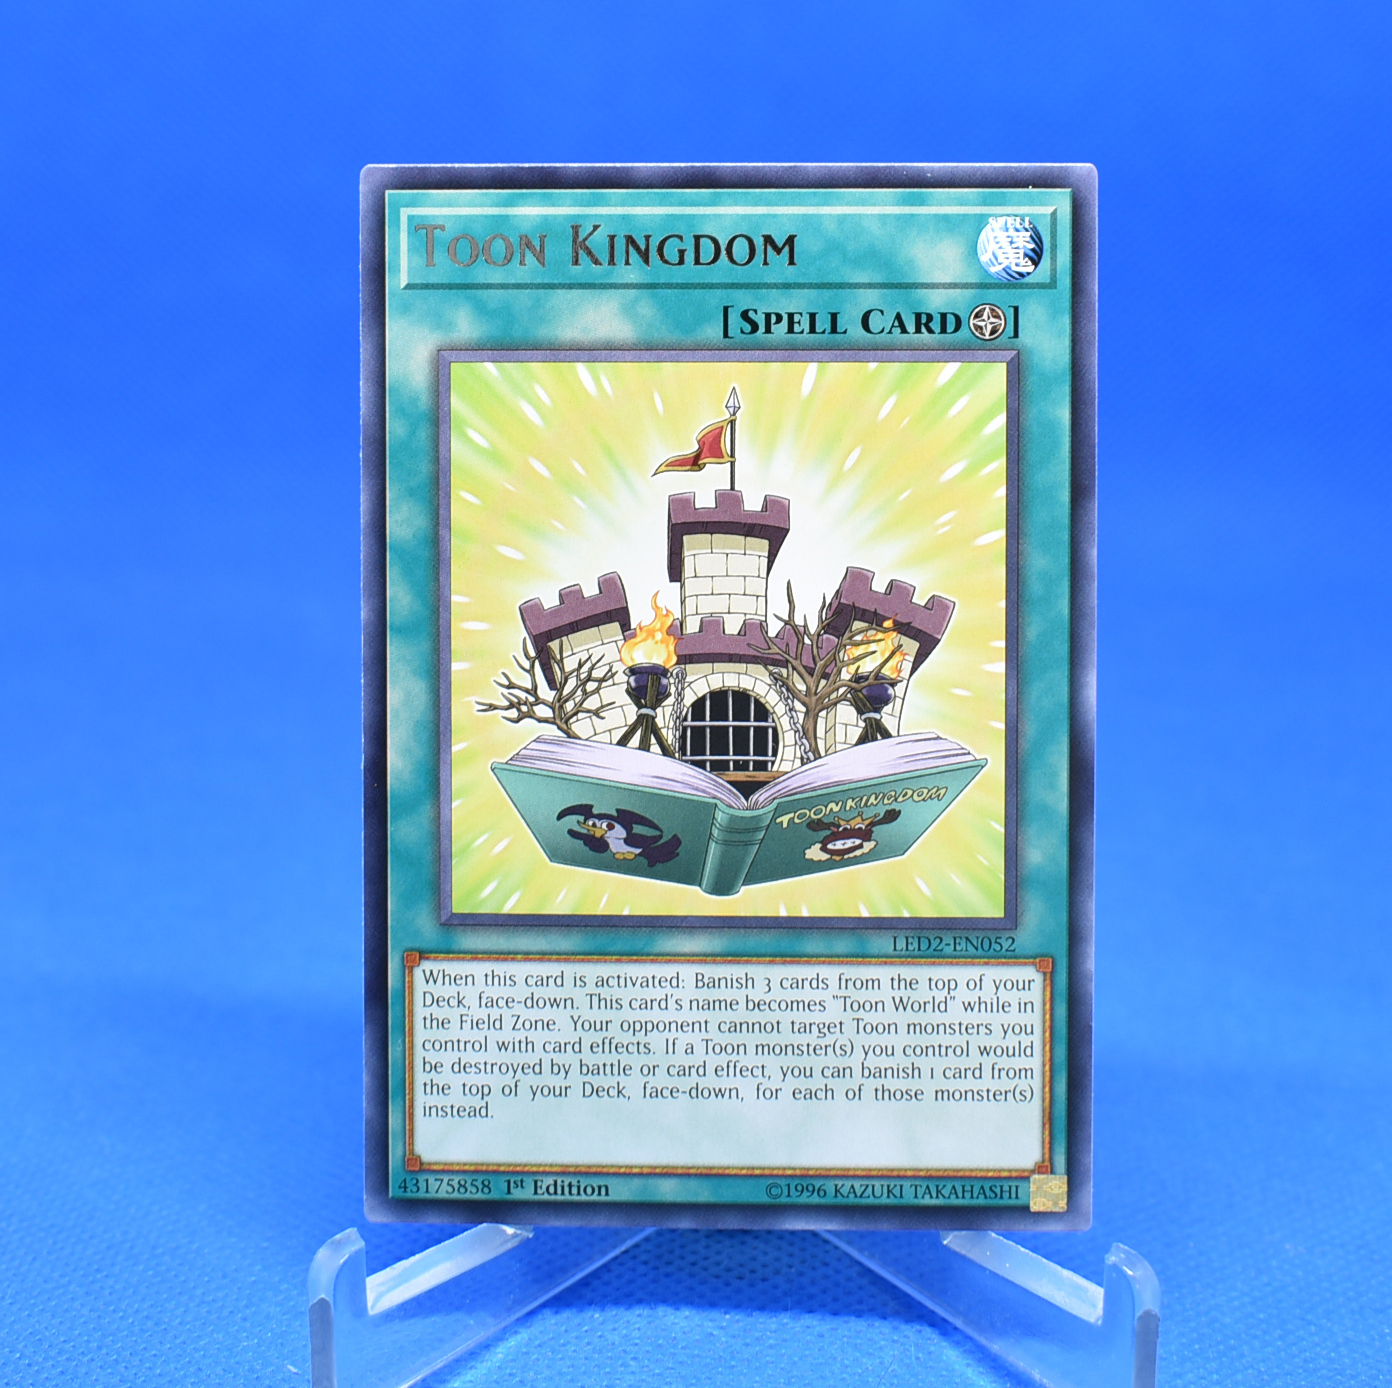 TOON KINGDOM
SPELL
魔
[SPELL CARD]
TOON KINGDOM
LED2-EN052
When this card is activated: Banish 3 cards from the top of your
Deck, face-down. This card's name becomes "Toon World" while in
the Field Zone. Your opponent cannot target Toon monsters you
control with card effects. If a Toon monster(s) you control would
be destroyed by battle or card effect, you can banish 1 card from
the top of your Deck, face-down, for each of those monster(s)
instead.
43175858 1st Edition
©1996 KAZUKI TAKAHASHI